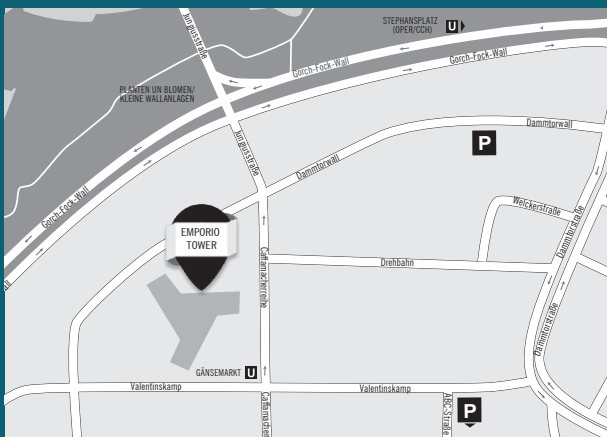 STEPHANSPLATZ
(OPER/CCH)
U
Jungiusstraße
Gorch-Fock-Wall
Gorch-Fock-Wall
PLANTEN UN BLOMEN/
KLEINE WALLANLAGEN
Jungiusstraße
Dammtorwall
Dammtorwall
P
Gorch-Fock-Wall
Welckerstraße
Dammtorstraße
EMPORIO
TOWER
Caffamacherreihe
Drehbahn
Dammtorstraße
GÄNSEMARKT
U
Valentinskamp
Valentinskamp
ABC-Straße
P